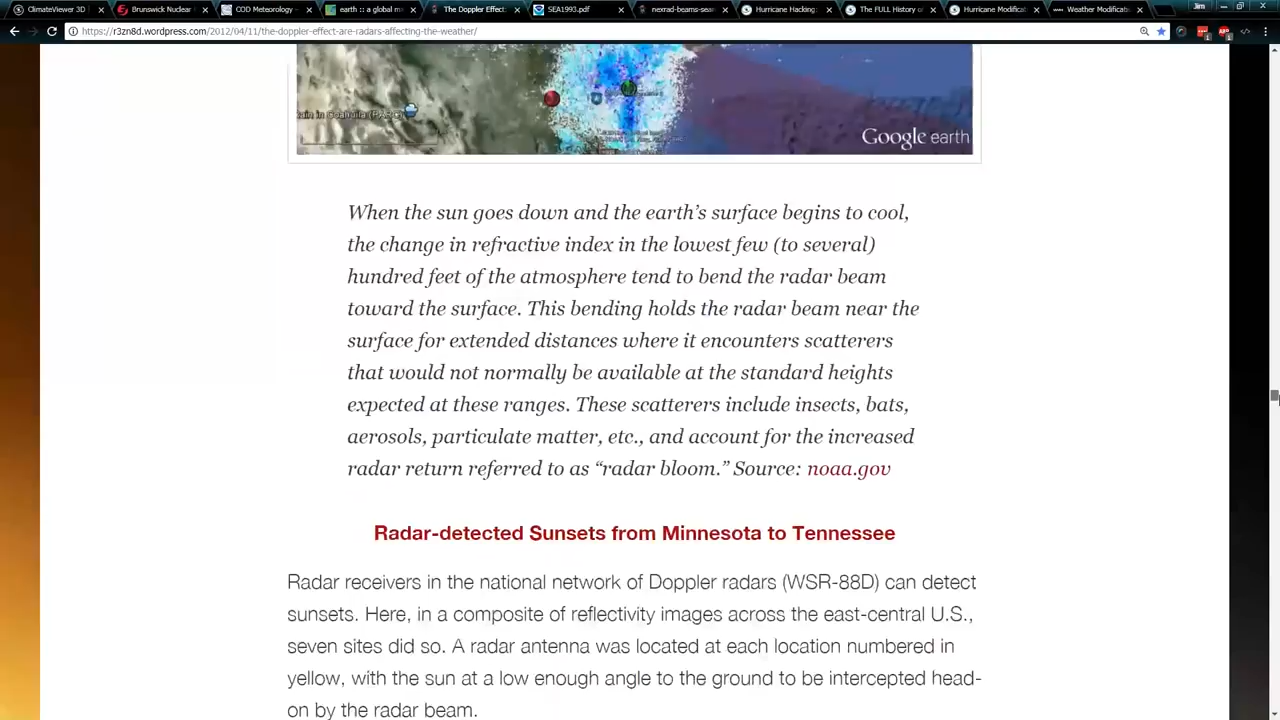 ClimateViewer 3D
Brunswick Nuclear
COD Meteorology --
earth :: a global m
The Doppler Effect:
SEA1993.pdf
nexrad-beams-sear
Hurricane Hacking:
The FULL History or
Hurricane Modificat
Weather Modificati
Jim
https://r3zn8d.wordpress.com/2012/04/11/the-doppler-effect-are-radars-affecting-the-weather/
Google earth
When the sun goes down and the earth's surface begins to cool,
the change in refractive index in the lowest few (to several)
hundred feet of the atmosphere tend to bend the radar beam
toward the surface. This bending holds the radar beam near the
surface for extended distances where it encounters scatterers
that would not normally be available at the standard heights
expected at these ranges. These scatterers include insects, bats,
aerosols, particulate matter, etc., and account for the increased
radar return referred to as “radar bloom.” Source: noaa.gov
Radar-detected Sunsets from Minnesota to Tennessee
Radar receivers in the national network of Doppler radars (WSR-88D) can detect
sunsets. Here, in a composite of reflectivity images across the east-central U.S.,
seven sites did so. A radar antenna was located at each location numbered in
yellow, with the sun at a low enough angle to the ground to be intercepted head-
on by the radar beam.